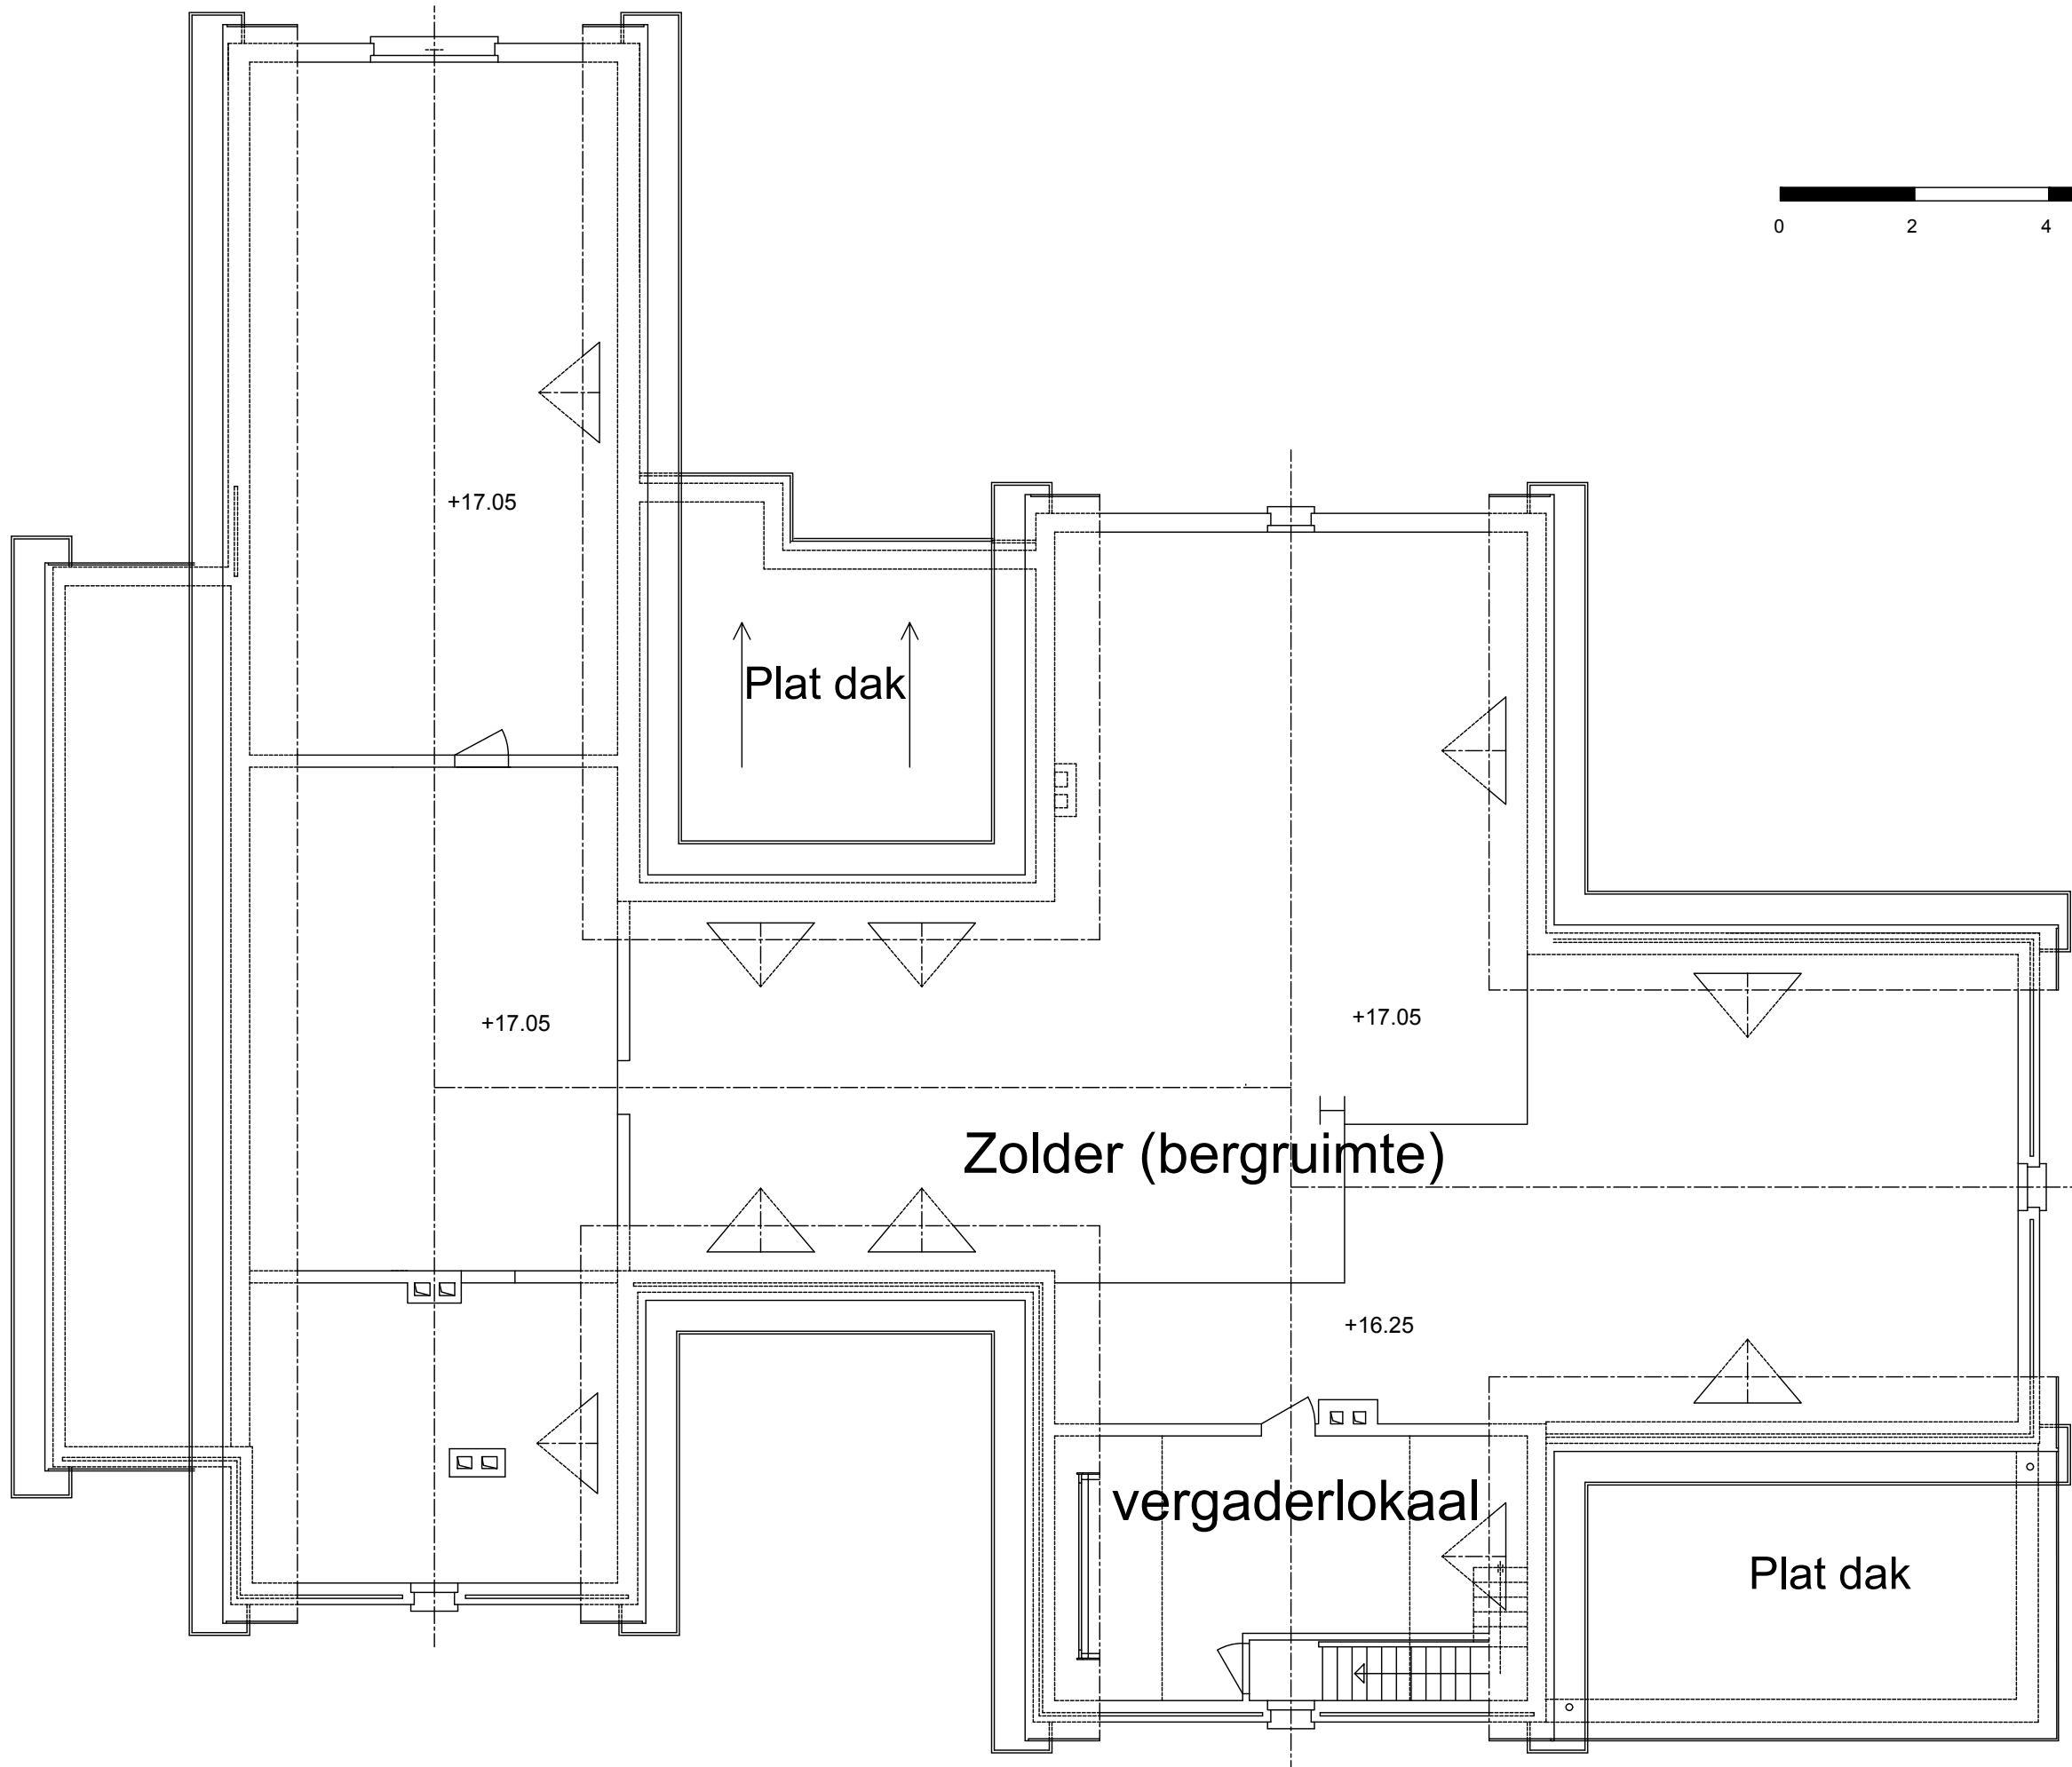 0 2 4
+17.05
Plat dak
+17.05
+17.05
Zolder (bergruimte)
+16.25
vergaderlokaal
Plat dak